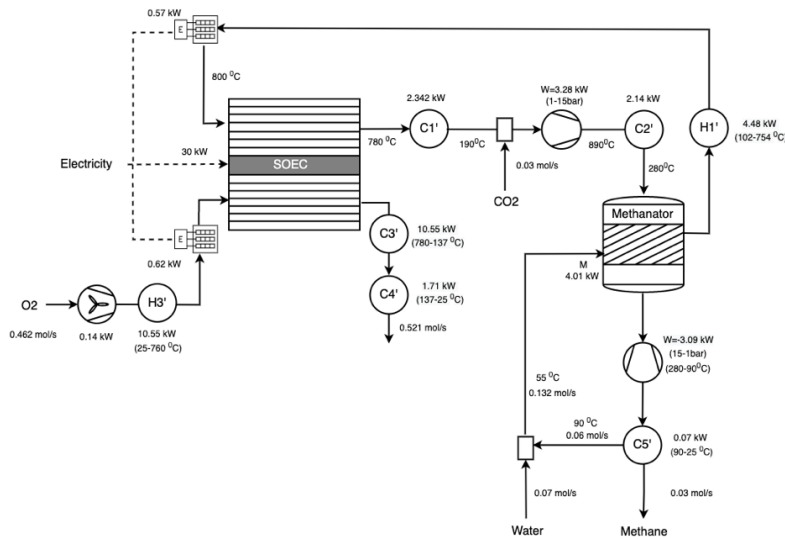 0.57 kW
E
800 ⁰C
2.342 kW
W=3.28 kW
(1-15bar)
2.14 kW
C1'
C2'
H1'
4.48 kW
(102-754 ⁰C)
780 ⁰C
190⁰C
890⁰C
0.03 mol/s
280⁰C
CO2
Electricity
30 kW
SOEC
Methanator
M
4.01 kW
E
0.62 kW
C3'
10.55 kW
(780-137 ⁰C)
C4'
1.71 kW
(137-25 ⁰C)
0.521 mol/s
O2
0.462 mol/s
0.14 kW
H3'
10.55 kW
(25-760 ⁰C)
W=-3.09 kW
(15-1bar)
(280-90⁰C)
55 ⁰C
0.132 mol/s
90 ⁰C
0.06 mol/s
C5'
0.07 kW
(90-25 ⁰C)
0.07 mol/s
0.03 mol/s
Water
Methane